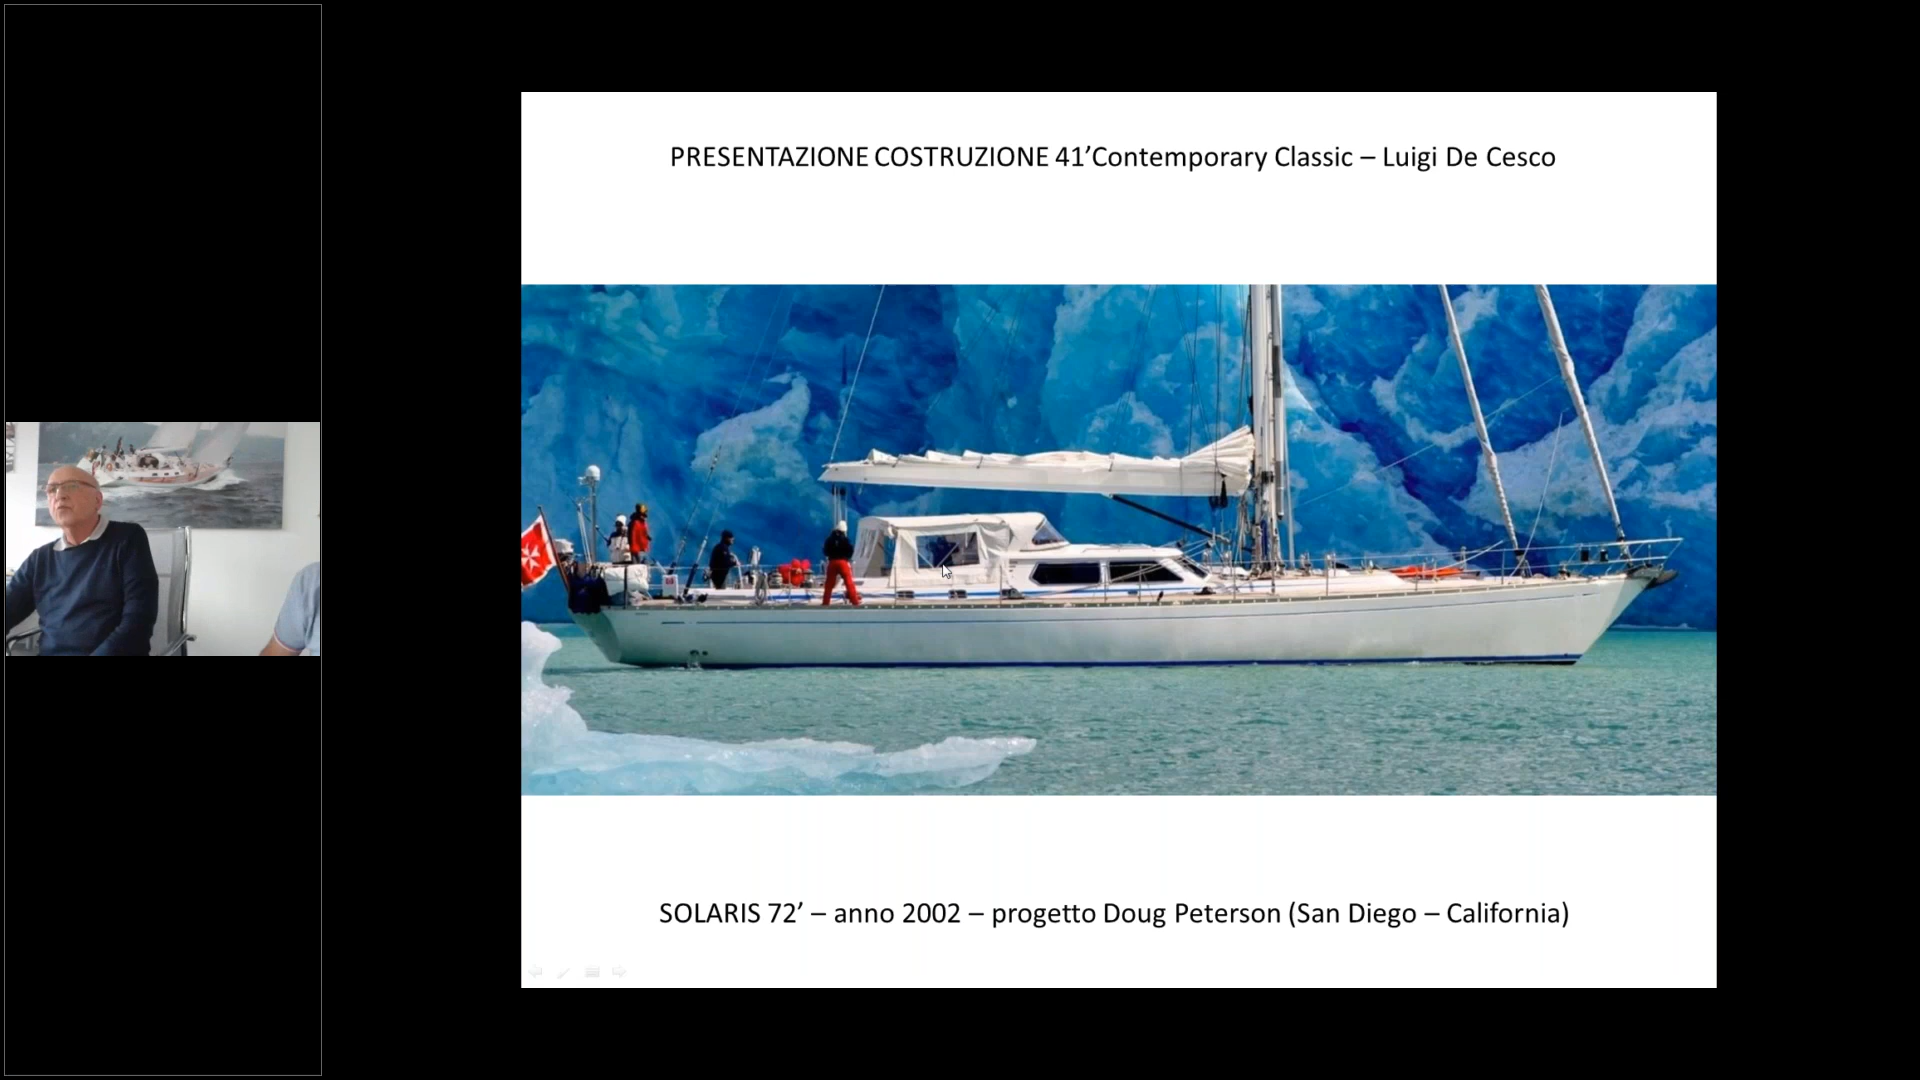 PRESENTAZIONE COSTRUZIONE 41’Contemporary Classic – Luigi De Cesco
SOLARIS 72’ – anno 2002 – progetto Doug Peterson (San Diego – California)